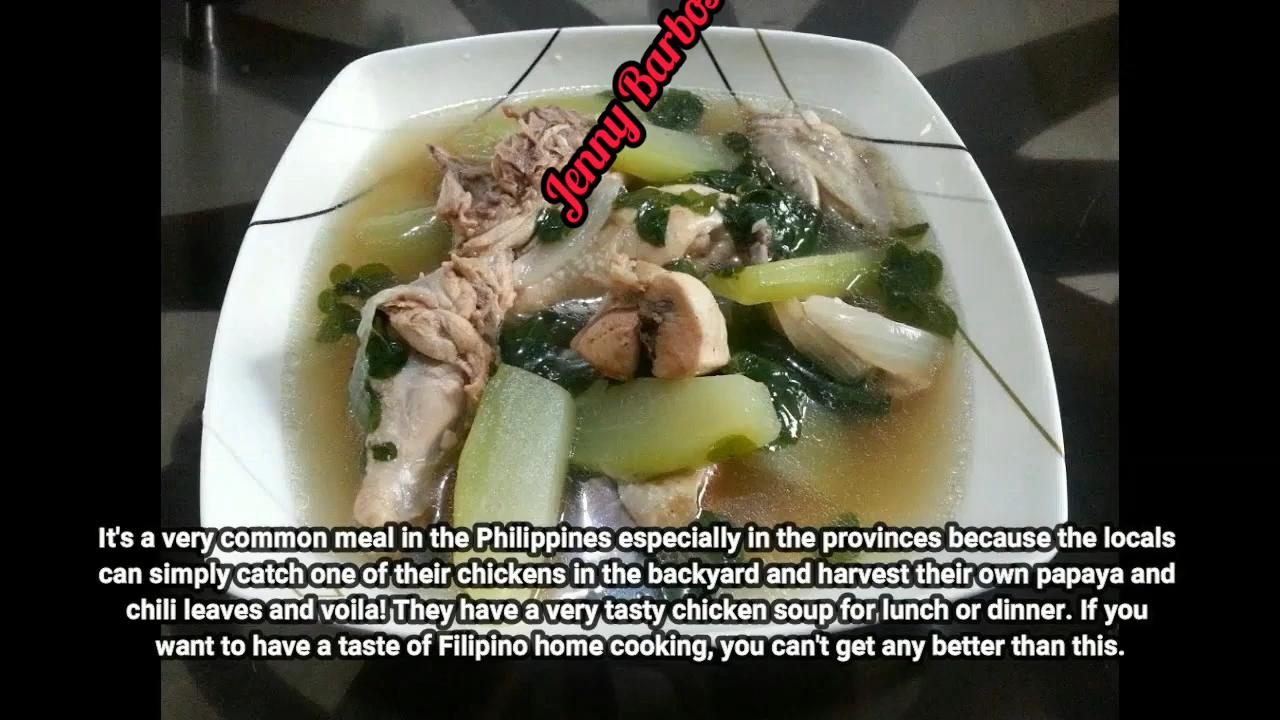 Jenny Barbos
It's a very common meal in the Philippines especially in the provinces because the locals
can simply catch one of their chickens in the backyard and harvest their own papaya and
chili leaves and voila! They have a very tasty chicken soup for lunch or dinner. If you
want to have a taste of Filipino home cooking, you can't get any better than this.